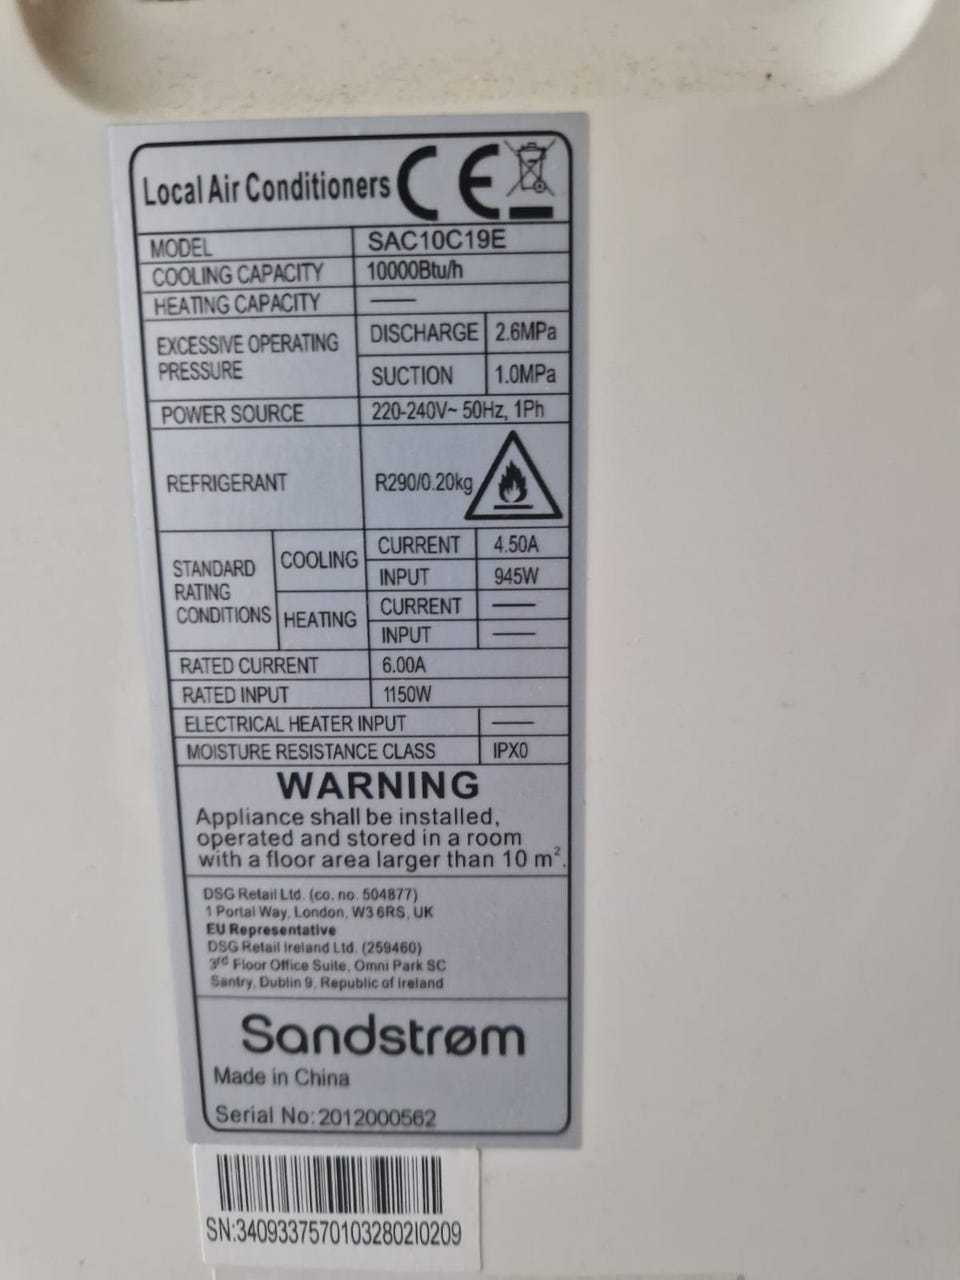 Local Air Conditioners CE
MODEL SAC10C19E
COOLING CAPACITY 10000Btu/h
HEATING CAPACITY —
EXCESSIVE OPERATING PRESSURE DISCHARGE 2.6MPa
SUCTION 1.0MPa
POWER SOURCE 220-240V~ 50Hz, 1Ph
REFRIGERANT R290/0.20kg
STANDARD RATING CONDITIONS COOLING CURRENT 4.50A
INPUT 945W
HEATING CURRENT —
INPUT —
RATED CURRENT 6.00A
RATED INPUT 1150W
ELECTRICAL HEATER INPUT —
MOISTURE RESISTANCE CLASS IPX0
WARNING
Appliance shall be installed,
operated and stored in a room
with a floor area larger than 10 m².
DSG Retail Ltd. (co. no. 504877)
1 Portal Way, London, W3 6RS, UK
EU Representative
DSG Retail Ireland Ltd. (259460)
3rd Floor Office Suite, Omni Park SC
Santry, Dublin 9, Republic of Ireland
Sandstrøm
Made in China
Serial No: 2012000562
SN:34093375701032802I0209